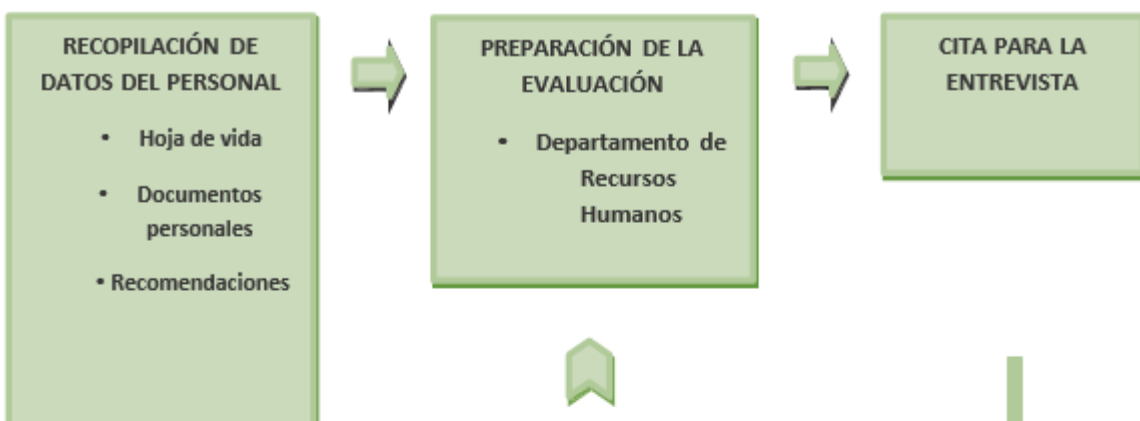 RECOPILACIÓN DE
DATOS DEL PERSONAL
• Hoja de vida
• Documentos
personales
• Recomendaciones
PREPARACIÓN DE LA
EVALUACIÓN
• Departamento de
Recursos
Humanos
CITA PARA LA
ENTREVISTA